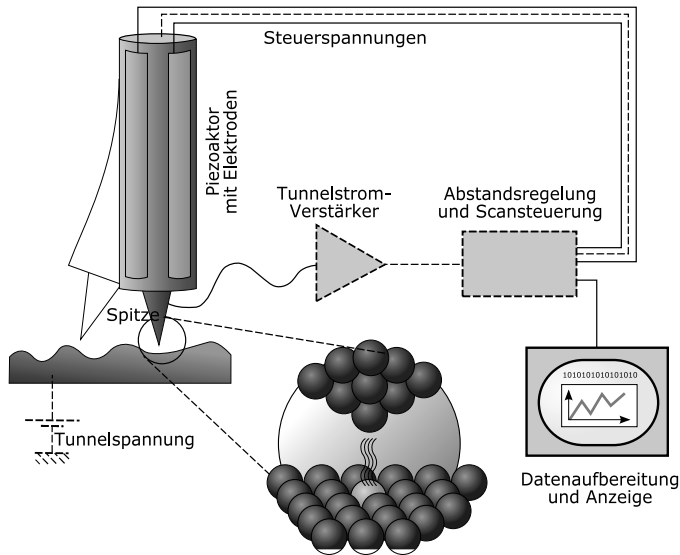 Steuerspannungen
Piezoaktor
mit Elektroden
Tunnelstrom-
Verstärker
Abstandsregelung
und Scansteuerung
Spitze
Tunnelspannung
1010101010101010
Datenaufbereitung
und Anzeige